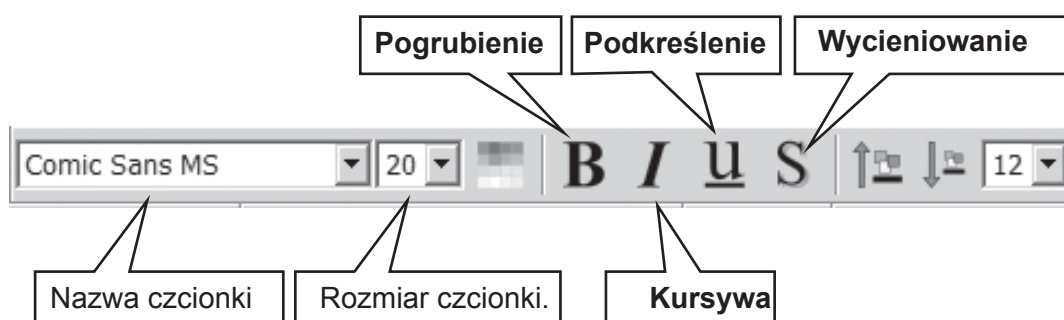 Pogrubienie Podkreślenie Wycieniowanie
Comic Sans MS 20 B I u S 12
Nazwa czcionki Rozmiar czcionki. Kursywa